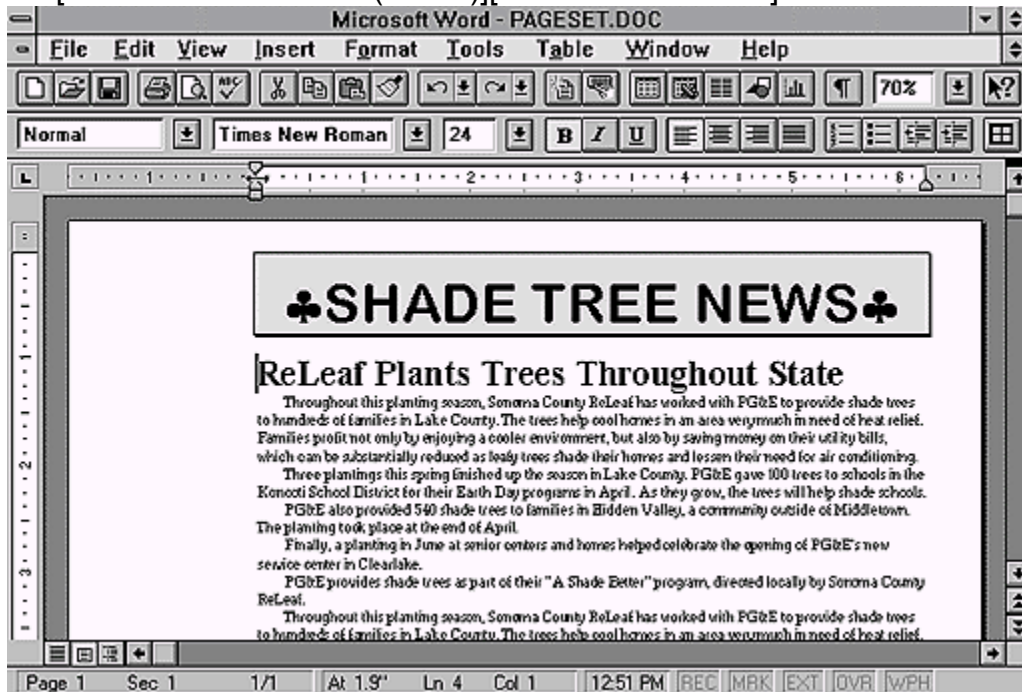 Microsoft Word - PAGESET.DOC
File Edit View Insert Format Tools Table Window Help
ABC 70% ?
Normal Times New Roman 24 B I U
1 1 2 3 4 5 6
♣SHADE TREE NEWS♣
ReLeaf Plants Trees Throughout State
Throughout this planting season, Sonoma County ReLeaf has worked with PG&E to provide shade trees
to hundreds of families in Lake County. The trees help cool homes in an area very much in need of heat relief.
Families profit not only by enjoying a cooler environment, but also by saving money on their utility bills,
which can be substantially reduced as leafy trees shade their homes and lessen their need for air conditioning.
Three plantings this spring finished up the season in Lake County. PG&E gave 100 trees to schools in the
Konocti School District for their Earth Day programs in April. As they grow, the trees will help shade schools.
PG&E also provided 540 shade trees to families in Hidden Valley, a community outside of Middletown.
The planting took place at the end of April.
Finally, a planting in June at senior centers and homes helped celebrate the opening of PG&E's new
service center in Clearlake.
PG&E provides shade trees as part of their "A Shade Better" program, directed locally by Sonoma County
ReLeaf.
Throughout this planting season, Sonoma County ReLeaf has worked with PG&E to provide shade trees
to hundreds of families in Lake County. The trees help cool homes in an area very much in need of heat relief.
1
2
3
Page 1 Sec 1 1/1 At 1.9" Ln 4 Col 1 12:51 PM REC MRK EXT OVR WPH